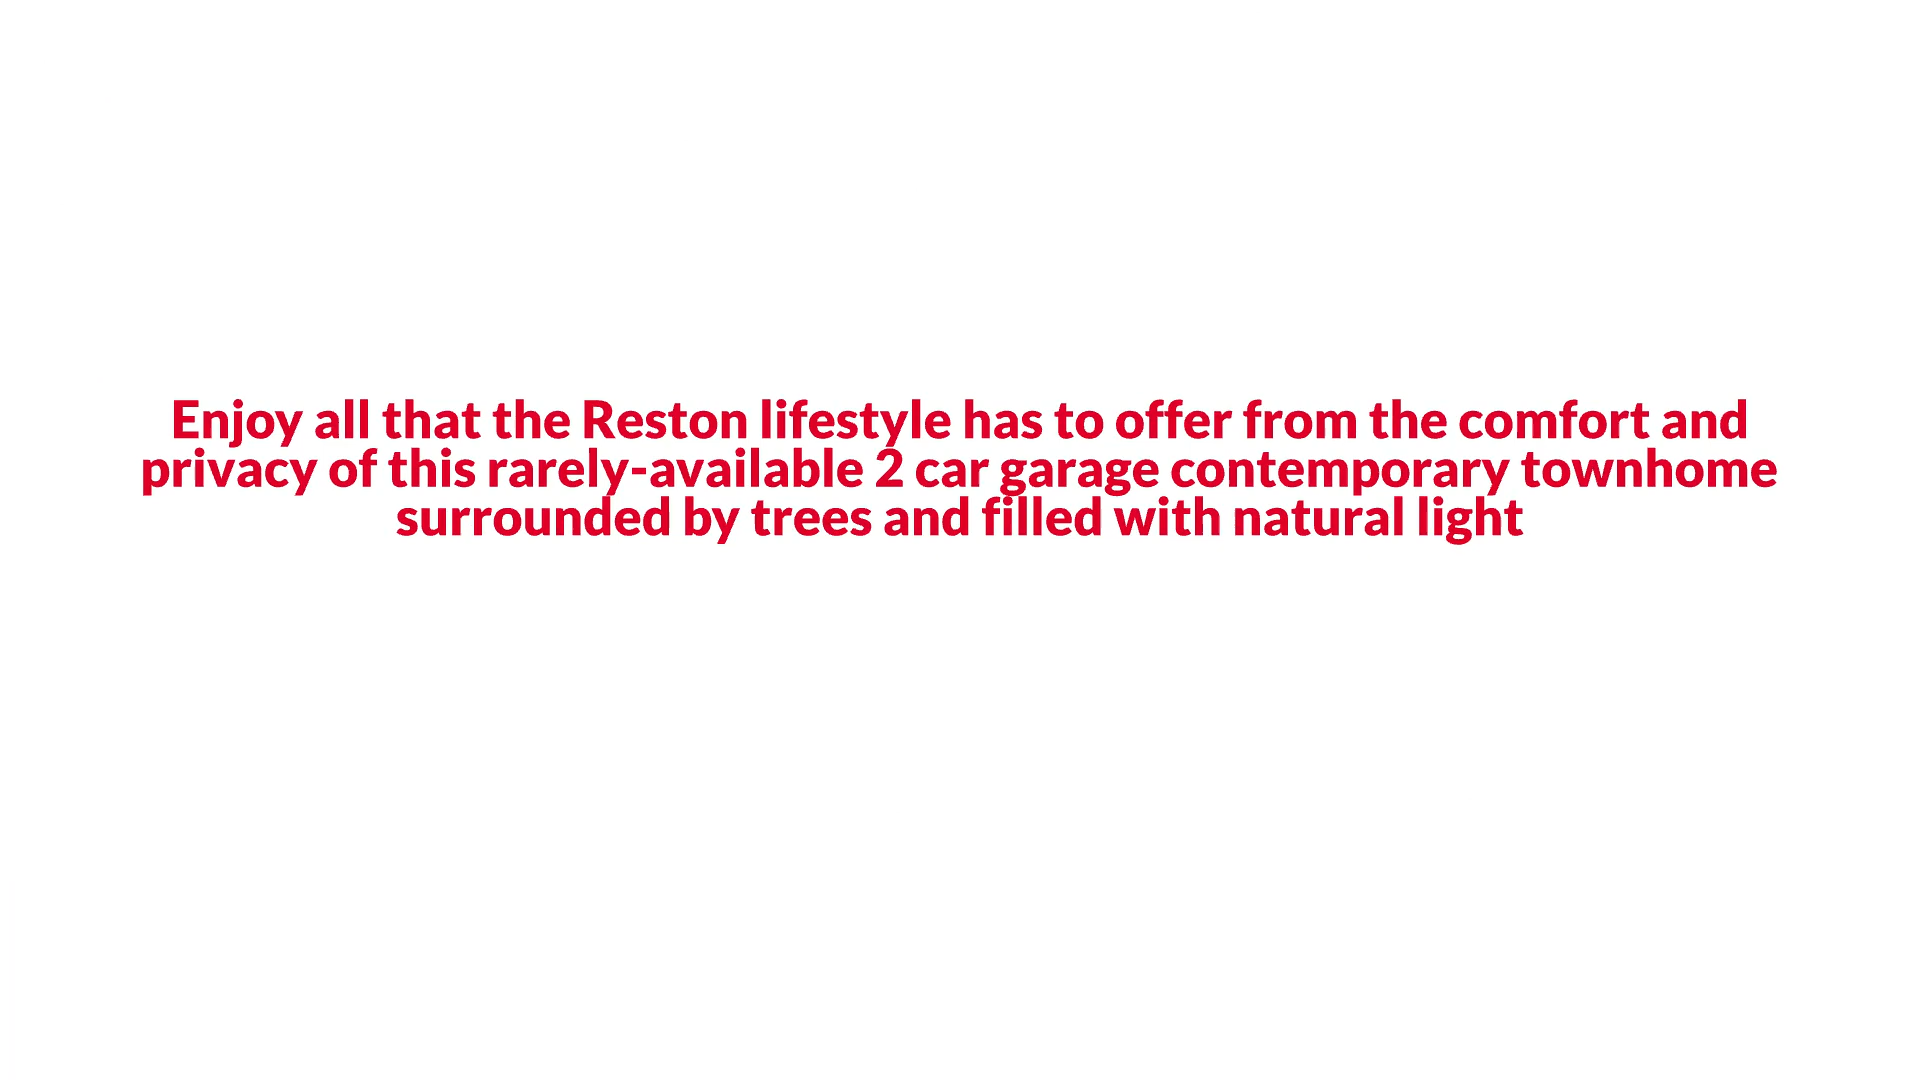 Enjoy all that the Reston lifestyle has to offer from the comfort and
privacy of this rarely-available 2 car garage contemporary townhome
surrounded by trees and filled with natural light